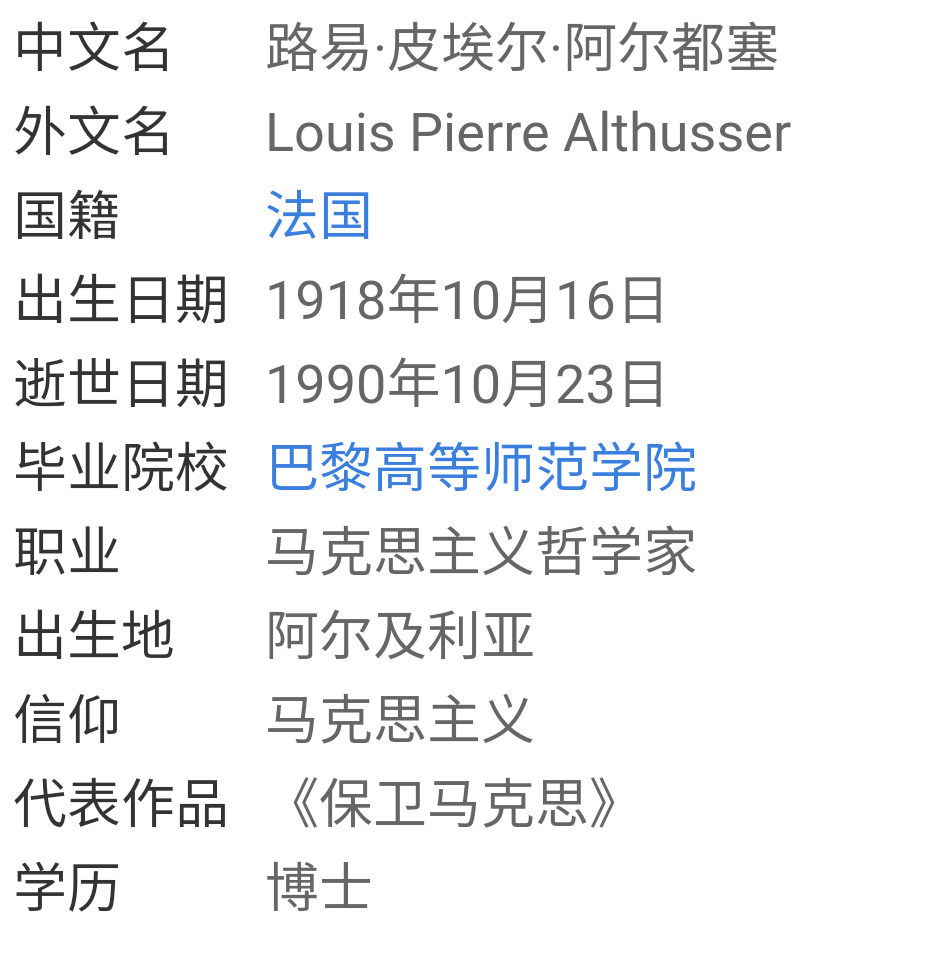 中文名 路易·皮埃尔·阿尔都塞
外文名 Louis Pierre Althusser
国籍 法国
出生日期 1918年10月16日
逝世日期 1990年10月23日
毕业院校 巴黎高等师范学院
职业 马克思主义哲学家
出生地 阿尔及利亚
信仰 马克思主义
代表作品 《保卫马克思》
学历 博士